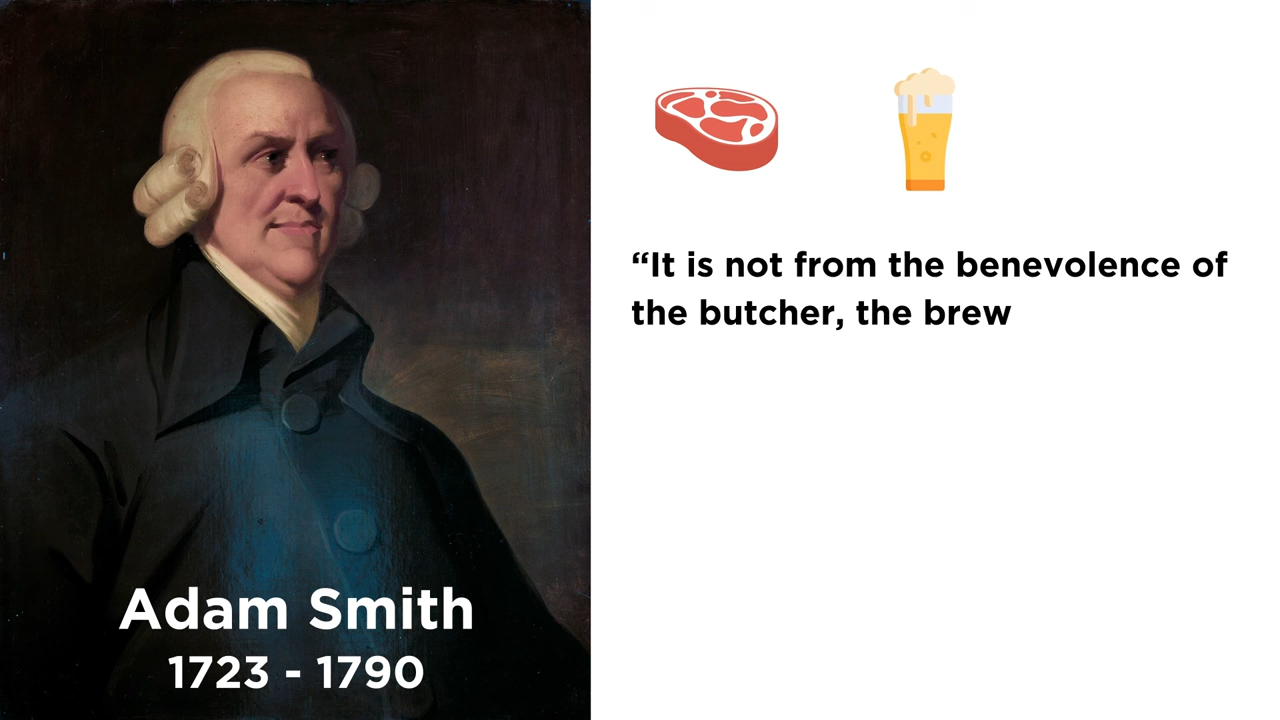 “It is not from the benevolence of
the butcher, the brew
Adam Smith
1723 - 1790